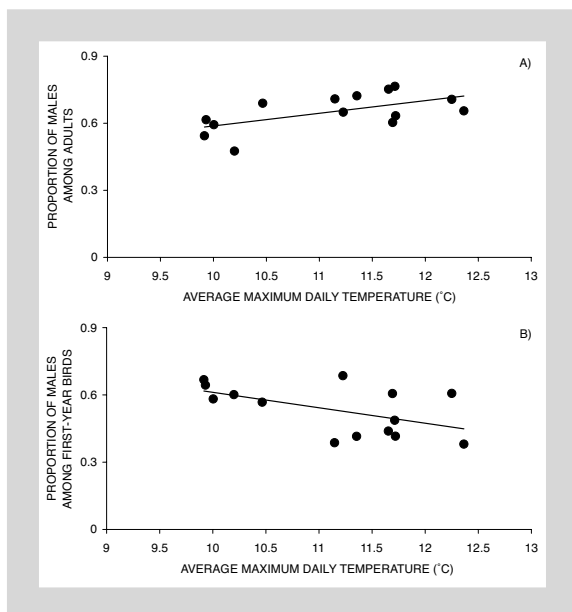 A)
PROPORTION OF MALES
AMONG ADULTS
0.9
0.6
0.3
0
9 9.5 10 10.5 11 11.5 12 12.5 13
AVERAGE MAXIMUM DAILY TEMPERATURE (˚C)
B)
PROPORTION OF MALES
AMONG FIRST-YEAR BIRDS
0.9
0.6
0.3
0
9 9.5 10 10.5 11 11.5 12 12.5 13
AVERAGE MAXIMUM DAILY TEMPERATURE (˚C)